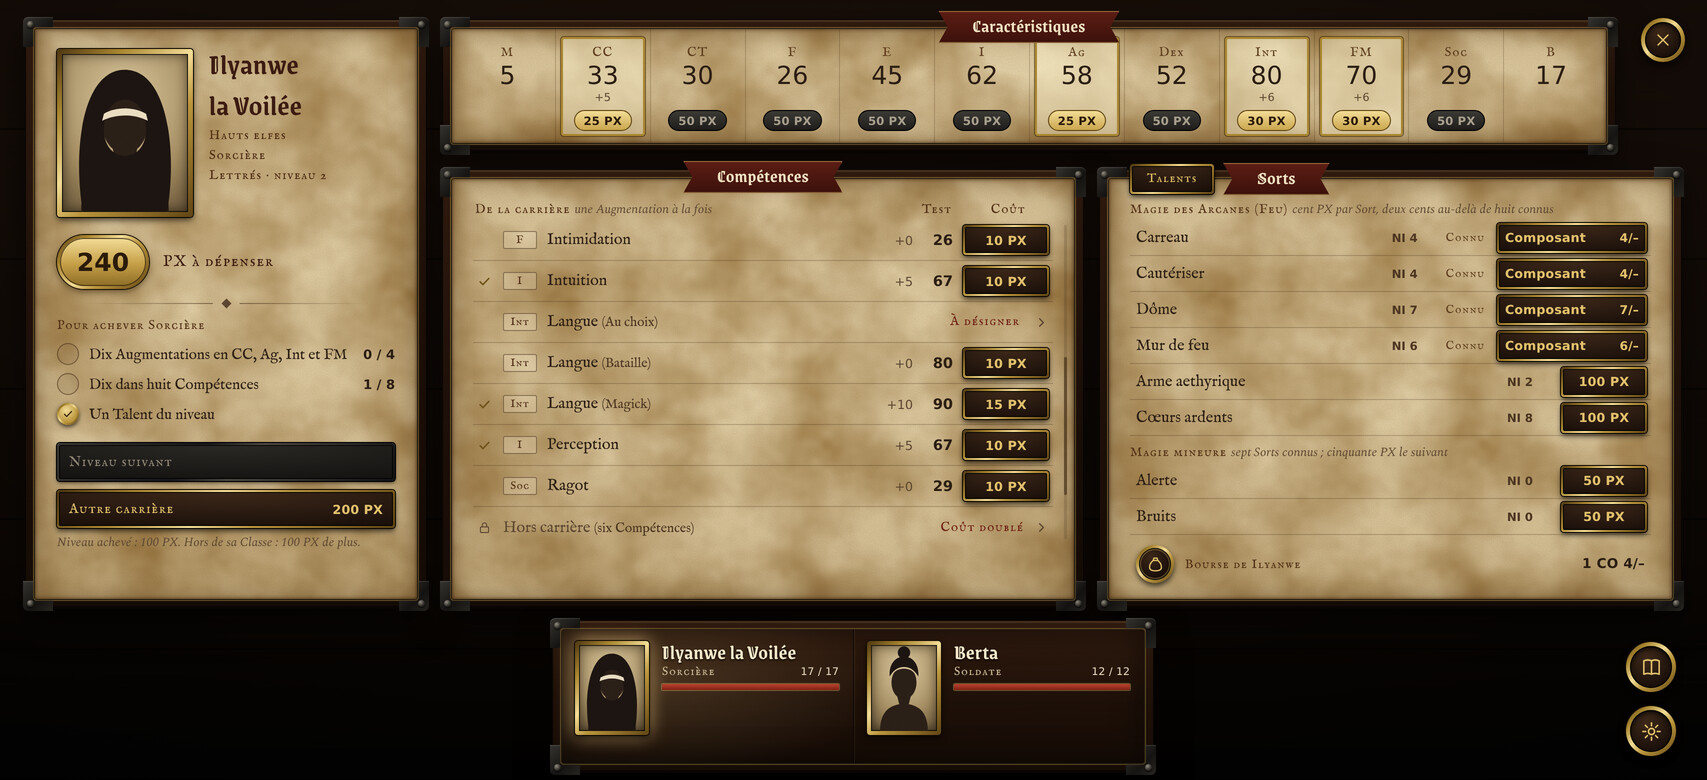 Ilyanwe
la Voilée
Hauts elfes
Sorcière
Lettrés · niveau 2
240 PX à dépenser
Pour achever Sorcière
Dix Augmentations en CC, Ag, Int et FM 0 / 4
Dix dans huit Compétences 1 / 8
Un Talent du niveau
Niveau suivant
Autre carrière 200 PX
Niveau achevé : 100 PX. Hors de sa Classe : 100 PX de plus.
Caractéristiques
M CC CT F E I Ag Dex Int FM Soc B
5 33 30 26 45 62 58 52 80 70 29 17
+5 +6 +6
25 PX 50 PX 50 PX 50 PX 50 PX 25 PX 50 PX 30 PX 30 PX 50 PX
Compétences
De la carrière une Augmentation à la fois Test Coût
F Intimidation +0 26 10 PX
I Intuition +5 67 10 PX
Int Langue (Au choix) À désigner
Int Langue (Bataille) +0 80 10 PX
Int Langue (Magick) +10 90 15 PX
I Perception +5 67 10 PX
Soc Ragot +0 29 10 PX
Hors carrière (six Compétences) Coût doublé
Talents Sorts
Magie des Arcanes (Feu) cent PX par Sort, deux cents au-delà de huit connus
Carreau NI 4 Connu Composant 4/–
Cautériser NI 4 Connu Composant 4/–
Dôme NI 7 Connu Composant 7/–
Mur de feu NI 6 Connu Composant 6/–
Arme aethyrique NI 2 100 PX
Cœurs ardents NI 8 100 PX
Magie mineure sept Sorts connus ; cinquante PX le suivant
Alerte NI 0 50 PX
Bruits NI 0 50 PX
Bourse de Ilyanwe 1 CO 4/–
Ilyanwe la Voilée
Sorcière 17 / 17
Berta
Soldate 12 / 12